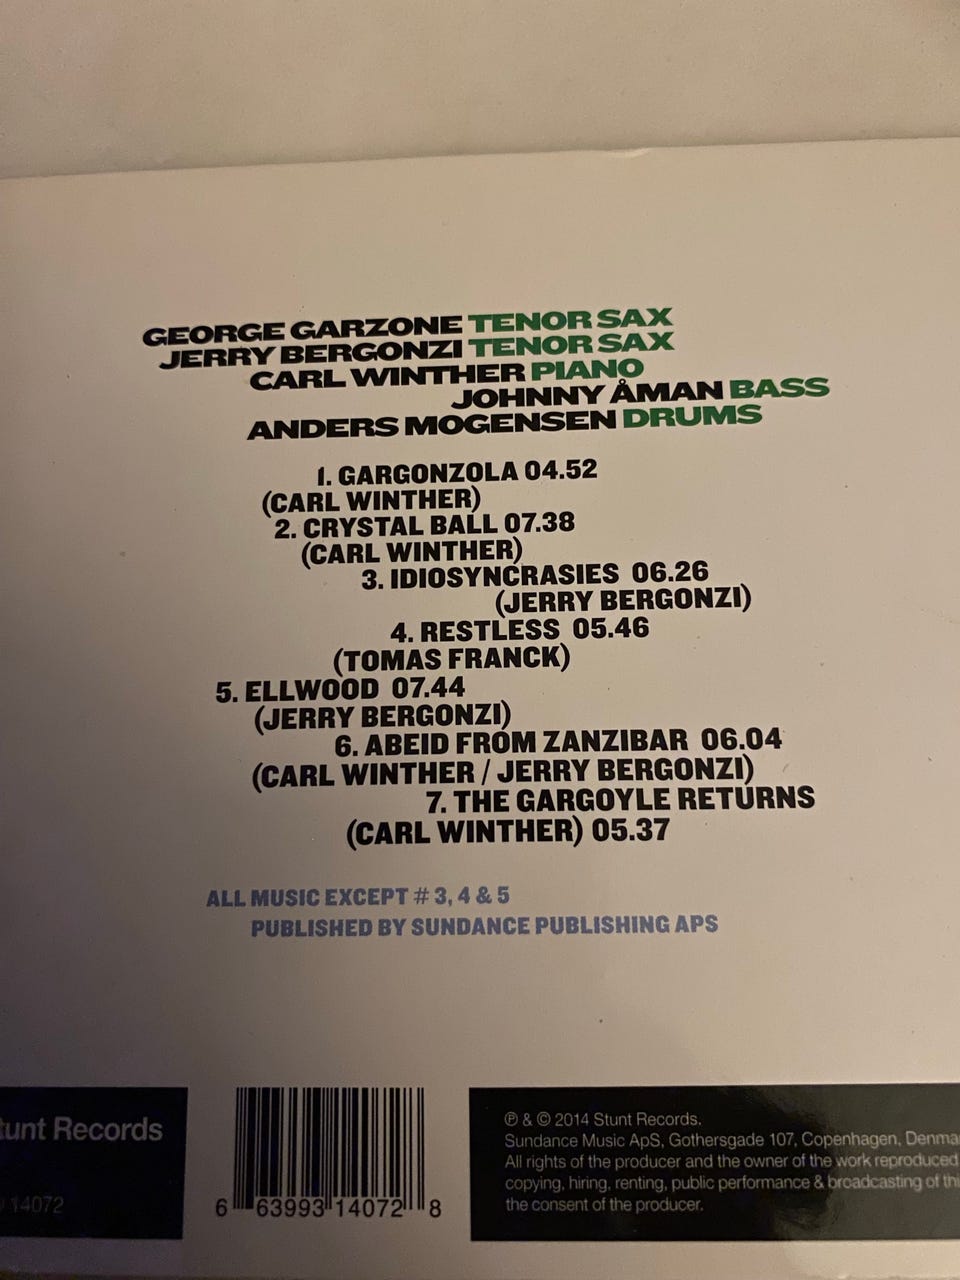 GEORGE GARZONE TENOR SAX
JERRY BERGONZI TENOR SAX
CARL WINTHER PIANO
JOHNNY ÅMAN BASS
ANDERS MOGENSEN DRUMS
1. GARGONZOLA 04.52
(CARL WINTHER)
2. CRYSTAL BALL 07.38
(CARL WINTHER)
3. IDIOSYNCRASIES 06.26
(JERRY BERGONZI)
4. RESTLESS 05.46
(TOMAS FRANCK)
5. ELLWOOD 07.44
(JERRY BERGONZI)
6. ABEID FROM ZANZIBAR 06.04
(CARL WINTHER / JERRY BERGONZI)
7. THE GARGOYLE RETURNS
(CARL WINTHER) 05.37
ALL MUSIC EXCEPT # 3, 4 & 5
PUBLISHED BY SUNDANCE PUBLISHING APS
tunt Records
14072
6 63993 14072 8
℗ & © 2014 Stunt Records.
Sundance Music ApS, Gothersgade 107, Copenhagen, Denma
All rights of the producer and the owner of the work reproduced
copying, hiring, renting, public performance & broadcasting of thi
the consent of the producer.